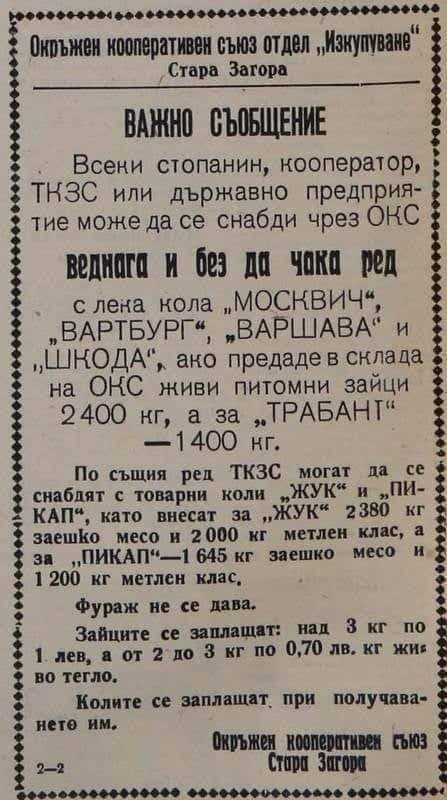 Окръжен кооперативен съюз отдел „Изкупуване“
Стара Загора
ВАЖНО СЪОБЩЕНИЕ
Всеки стопанин, кооператор,
ТКЗС или държавно предприя-
тие може да се снабди чрез ОКС
веднага и без да чака ред
с лека кола „МОСКВИЧ“,
„ВАРТБУРГ“, „ВАРШАВА“ и
„ШКОДА“, ако предаде в склада
на ОКС живи питомни зайци
2400 кг, а за „ТРАБАНТ“
—1400 кг.
По същия ред ТКЗС могат да се
снабдят с товарни коли „ЖУК“ и „ПИ-
КАП“, като внесат за „ЖУК“ 2380 кг
заешко месо и 2000 кг метлен клас, а
за „ПИКАП“—1645 кг заешко месо и
1200 кг метлен клас.
Фураж не се дава.
Зайците се заплащат: над 3 кг по
1 лев, а от 2 до 3 кг по 0,70 лв. кг жи-
во тегло.
Колите се заплащат при получава-
нето им.
Окръжен кооперативен съюз
Стара Загора
2—2